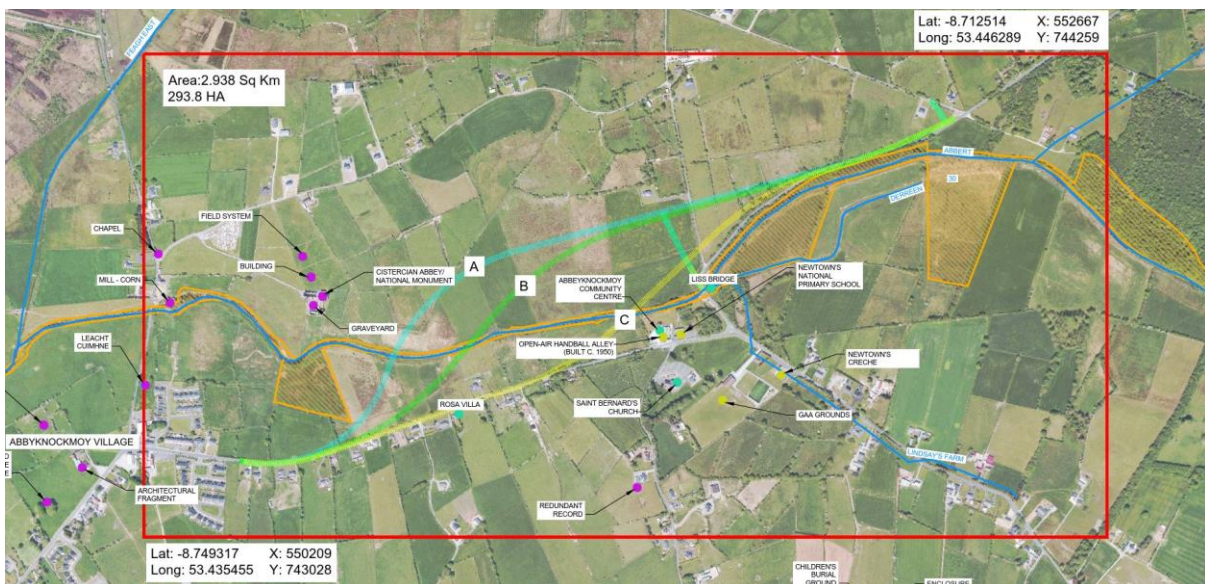 Lat: -8.712514 X: 552667
Long: 53.446289 Y: 744259
FEAGH EAST
Area:2.938 Sq Km
293.8 HA
ABBERT
30
DERREEN
FIELD SYSTEM
CHAPEL
BUILDING
CISTERCIAN ABBEY/
NATIONAL MONUMENT
MILL - CORN
A
B
C
ABBEYKNOCKMOY
COMMUNITY
CENTRE
LISS BRIDGE
NEWTOWN'S
NATIONAL
PRIMARY SCHOOL
GRAVEYARD
LEACHT
CUIMHNE
OPEN-AIR HANDBALL ALLEY
(BUILT C. 1950)
NEWTOWN'S
CRECHE
ROSA VILLA
SAINT BERNARD'S
CHURCH
GAA GROUNDS
ABBYKNOCKMOY VILLAGE
LINDSAY'S FARM
ARCHITECTURAL
FRAGMENT
REDUNDANT
RECORD
Lat: -8.749317 X: 550209
Long: 53.435455 Y: 743028
CHILDREN'S
BURIAL
GROUND
ENCLOSURE